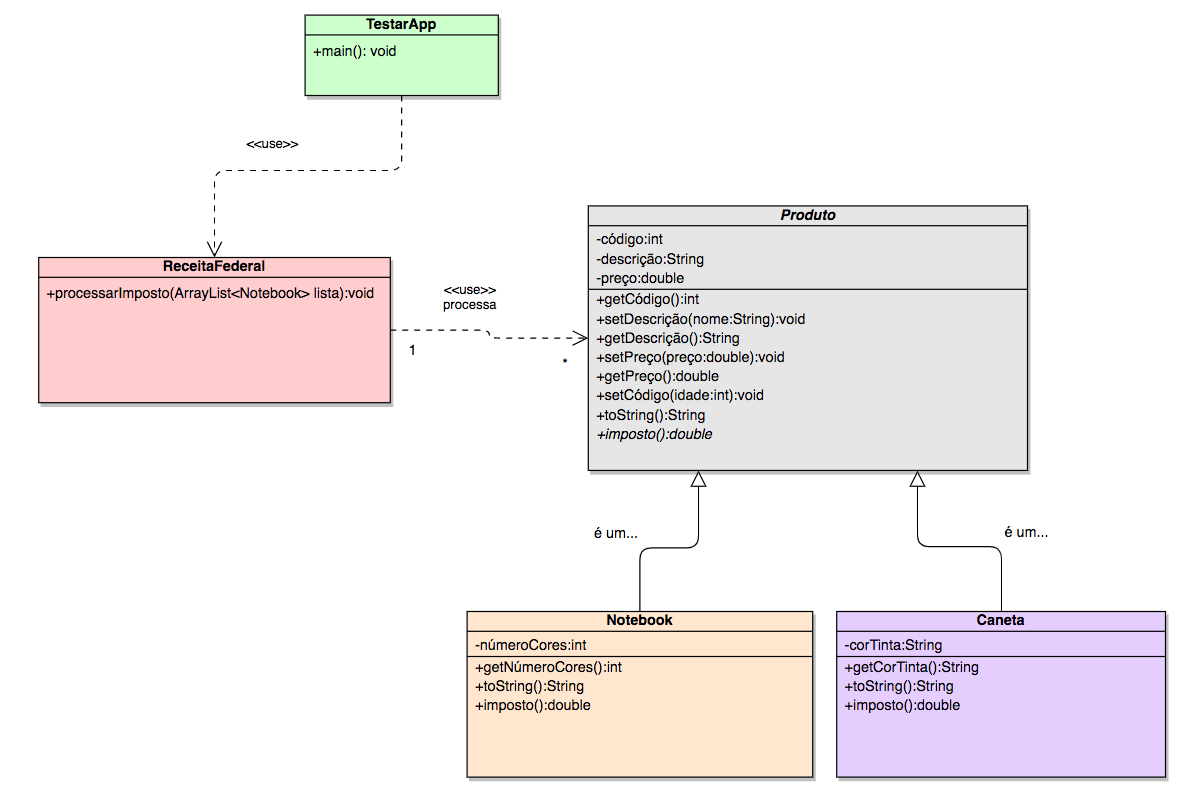 TestarApp
+main(): void
<<use>>
ReceitaFederal
+processarImposto(ArrayList<Notebook> lista):void
<<use>>
processa
1
*
Produto
-código:int
-descrição:String
-preço:double
+getCódigo():int
+setDescrição(nome:String):void
+getDescrição():String
+setPreço(preço:double):void
+getPreço():double
+setCódigo(idade:int):void
+toString():String
+imposto():double
é um...
é um...
Notebook
-númeroCores:int
+getNúmeroCores():int
+toString():String
+imposto():double
Caneta
-corTinta:String
+getCorTinta():String
+toString():String
+imposto():double